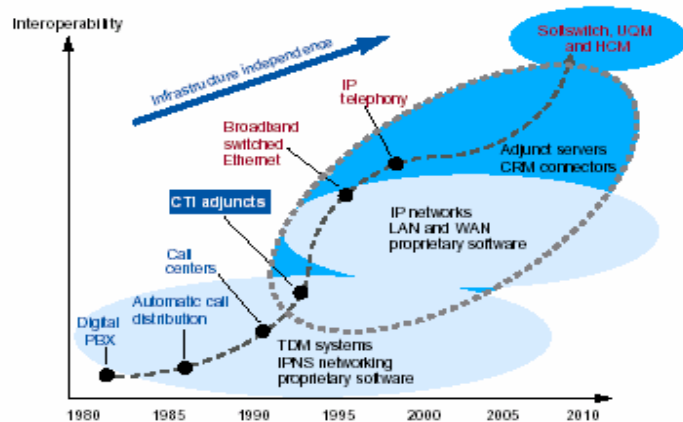 Interoperability
Infrastructure independence
Softswitch, UQM
and HCM
IP
telephony
Broadband
switched
Ethernet
Adjunct servers
CRM connectors
CTI adjuncts
IP networks
LAN and WAN
proprietary software
Call
centers
Automatic call
distribution
Digital
PBX
TDM systems
IPNS networking
proprietary software
1980
1985
1990
1995
2000
2005
2010